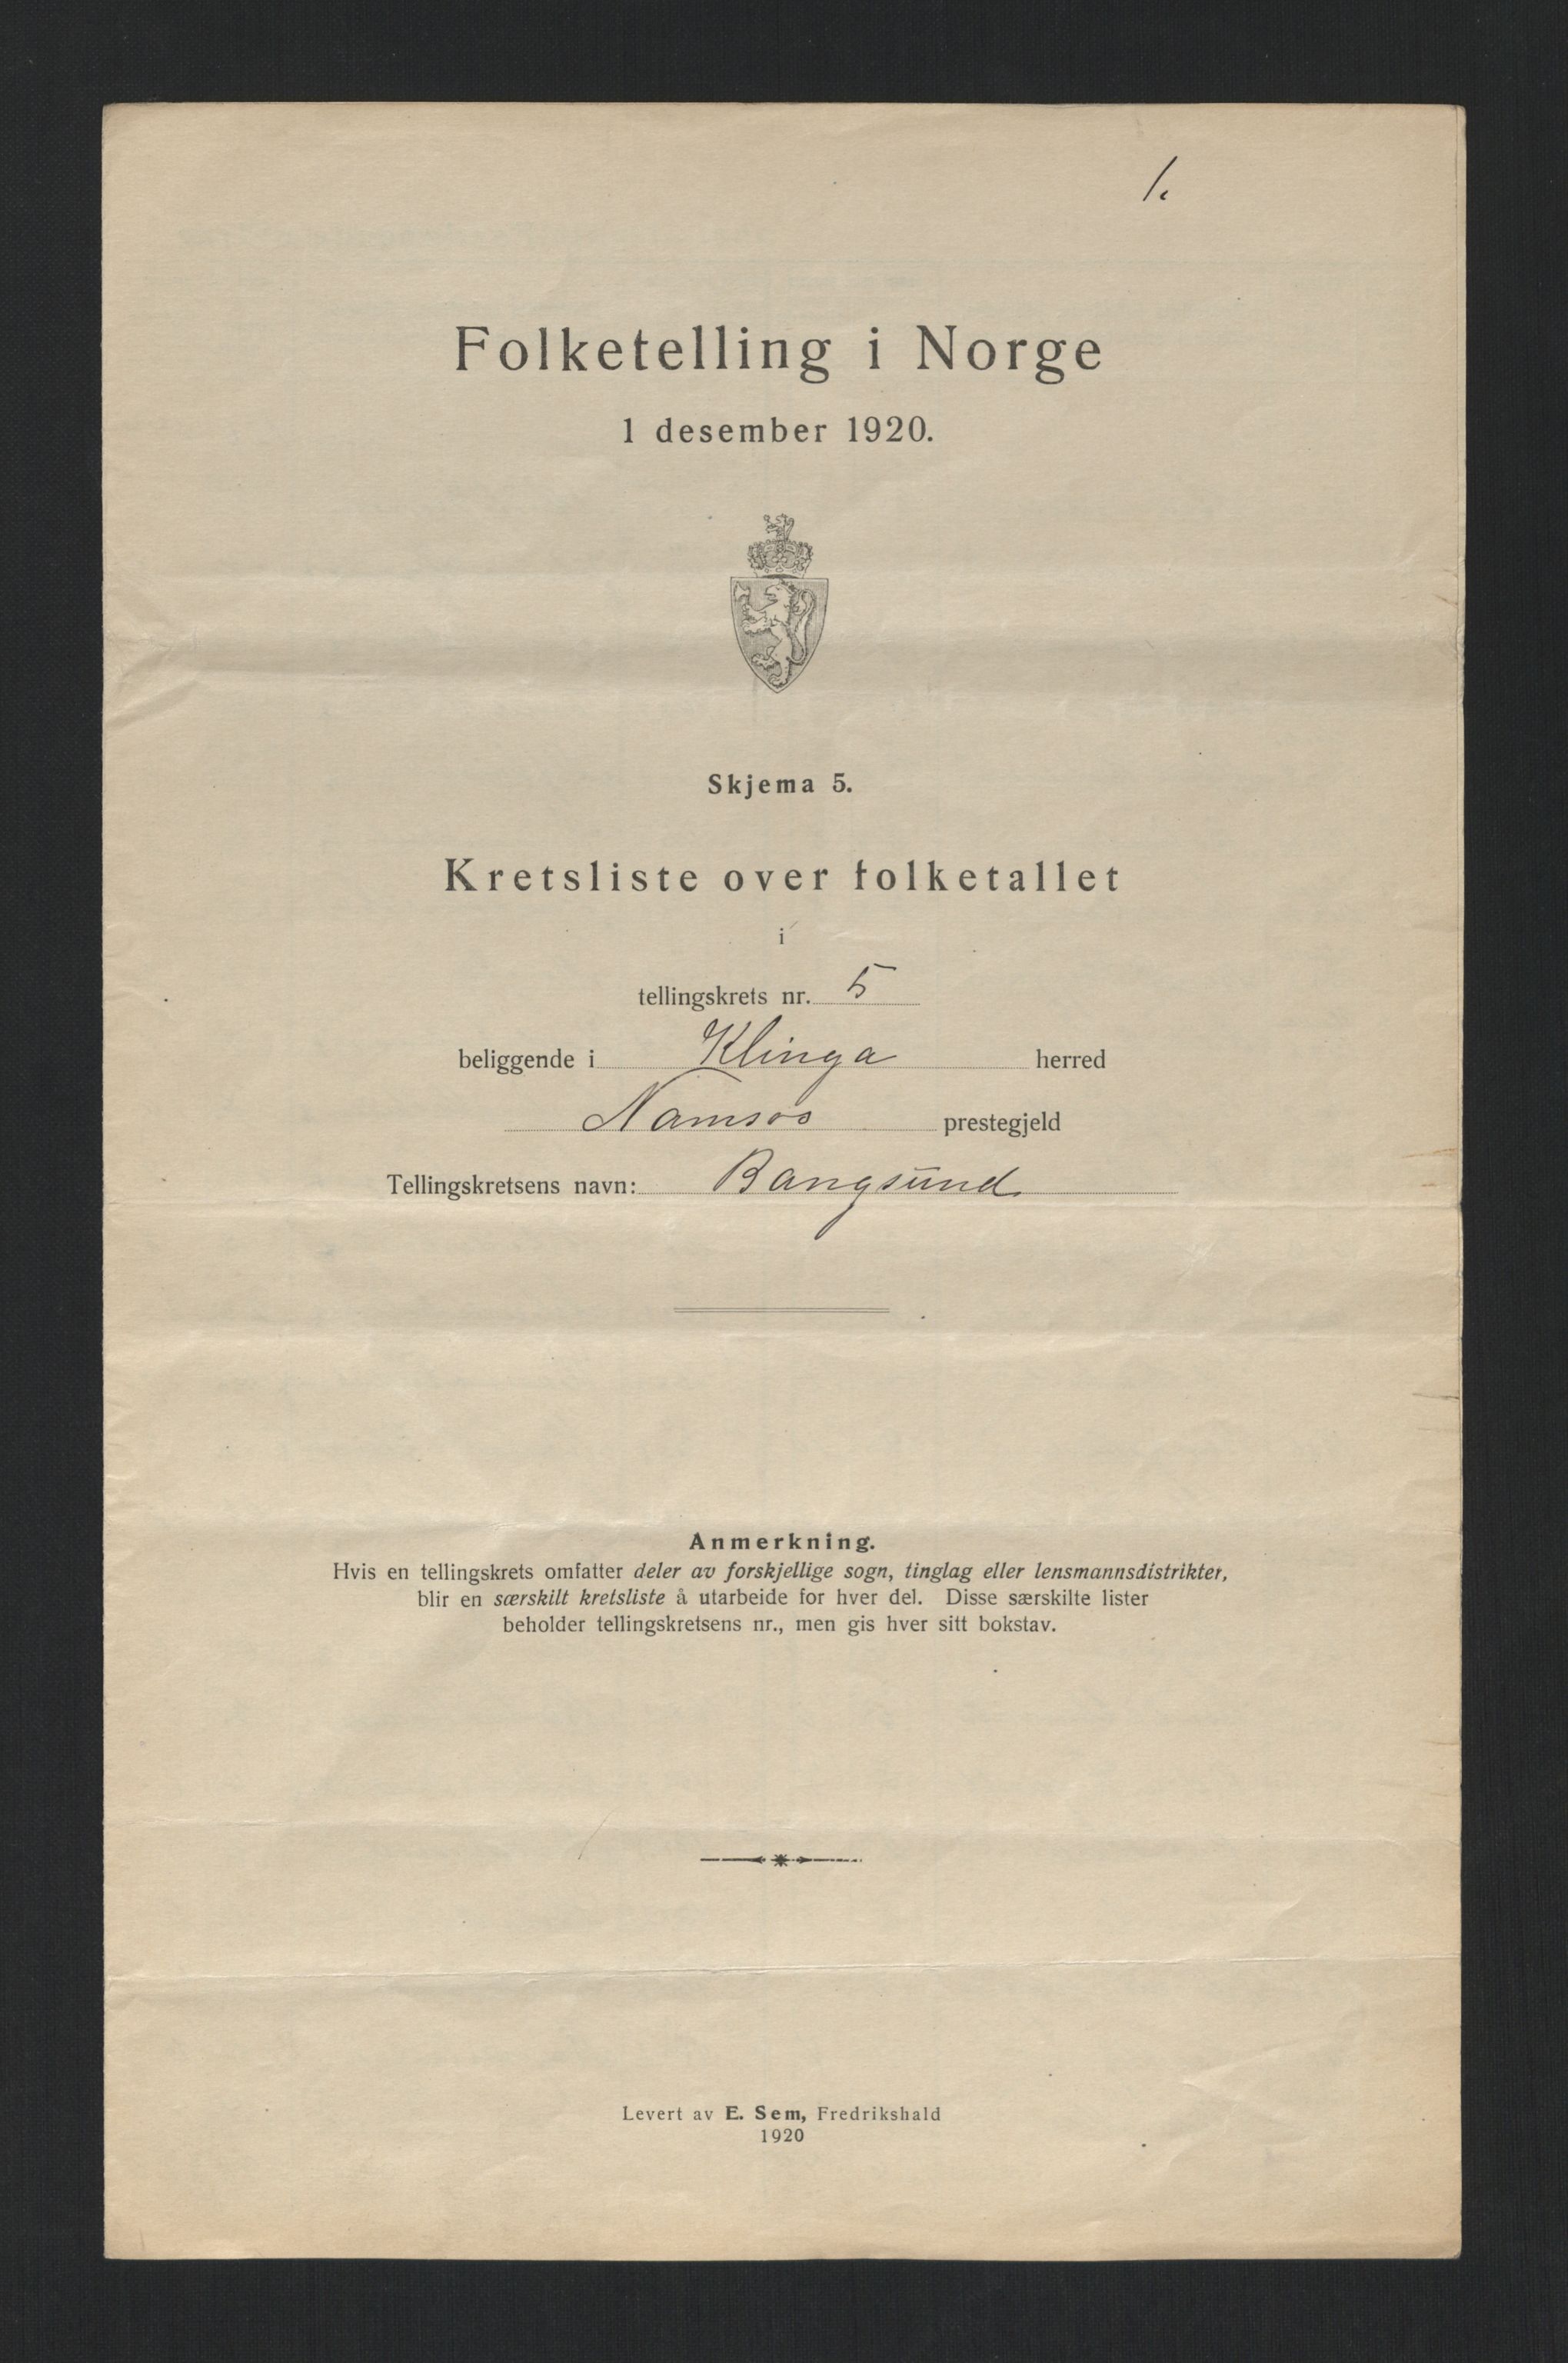 1.
Folketelling i Norge
1 desember 1920.
Skjema 5.
Kretsliste over folketallet
i
tellingskrets nr. 5
beliggende i Klinga herred
Namsos prestegjeld
Tellingskretsens navn: Bangsund
Anmerkning.
Hvis en tellingskrets omfatter deler av forskjellige sogn, tinglag eller lensmannsdistrikter,
blir en særskilt kretsliste å utarbeide for hver del. Disse særskilte lister
beholder tellingskretsens nr., men gis hver sitt bokstav.
Levert av E. Sem, Fredrikshald
1920